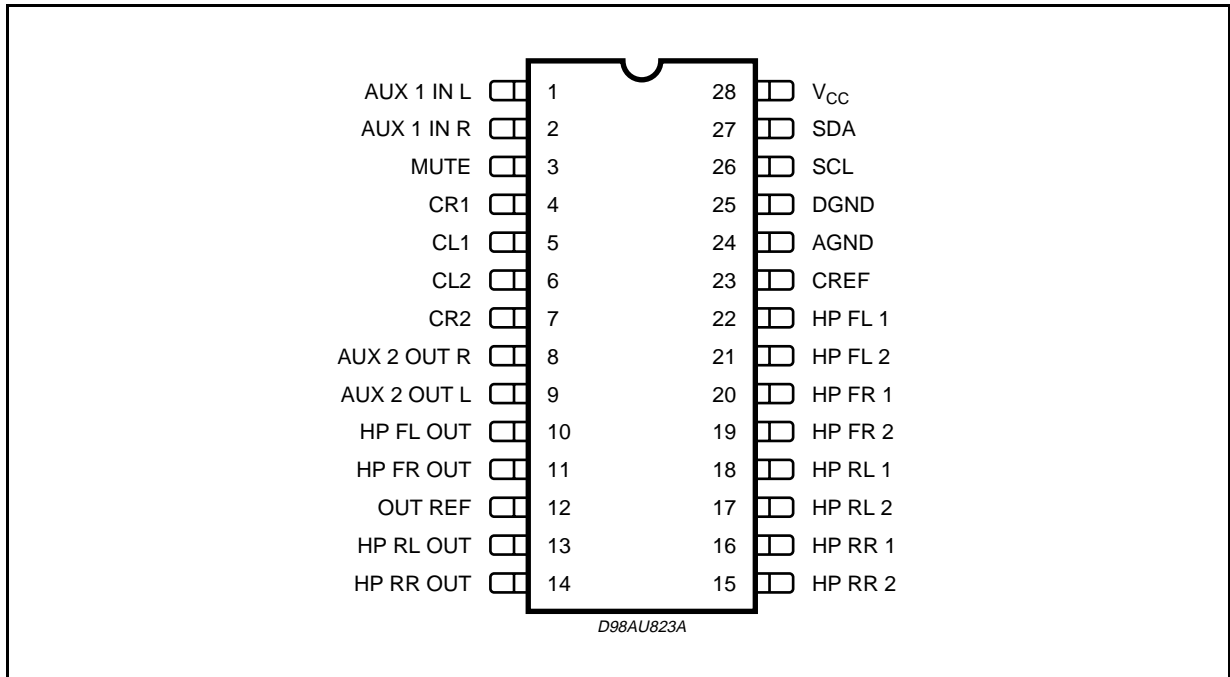 AUX 1 IN L 1 28 VCC
AUX 1 IN R 2 27 SDA
MUTE 3 26 SCL
CR1 4 25 DGND
CL1 5 24 AGND
CL2 6 23 CREF
CR2 7 22 HP FL 1
AUX 2 OUT R 8 21 HP FL 2
AUX 2 OUT L 9 20 HP FR 1
HP FL OUT 10 19 HP FR 2
HP FR OUT 11 18 HP RL 1
OUT REF 12 17 HP RL 2
HP RL OUT 13 16 HP RR 1
HP RR OUT 14 15 HP RR 2
D98AU823A